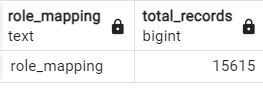 role_mapping total_records
text bigint
role_mapping 15615